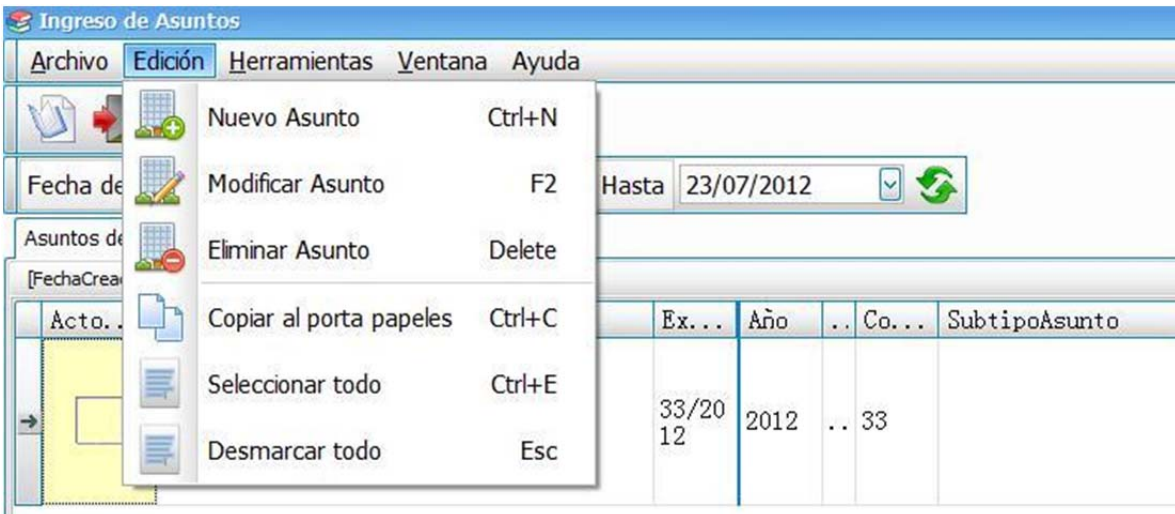 Ingreso de Asuntos
Archivo Edición Herramientas Ventana Ayuda
Nuevo Asunto Ctrl+N
Modificar Asunto F2
Fecha de Hasta 23/07/2012
Eliminar Asunto Delete
Asuntos de
[FechaCrea
Copiar al porta papeles Ctrl+C
Acto.. Ex... Año .. Co... SubtipoAsunto
Seleccionar todo Ctrl+E
33/20
12 2012 .. 33
Desmarcar todo Esc